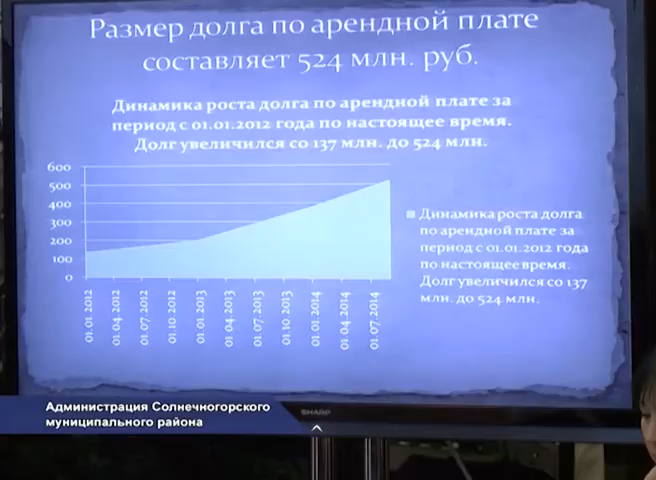 Размер долга по арендной плате
составляет 524 млн. руб.
Динамика роста долга по арендной плате за
период с 01.01.2012 года по настоящее время.
Долг увеличился со 137 млн. до 524 млн.
600
500
400
300
200
100
0
01.01.2012
01.04.2012
01.07.2012
01.10.2012
01.01.2013
01.04.2013
01.07.2013
01.10.2013
01.01.2014
01.04.2014
01.07.2014
Динамика роста долга
по арендной плате за
период с 01.01.2012 года
по настоящее время.
Долг увеличился со 137
млн. до 524 млн.
SHARP
Администрация Солнечногорского
муниципального района